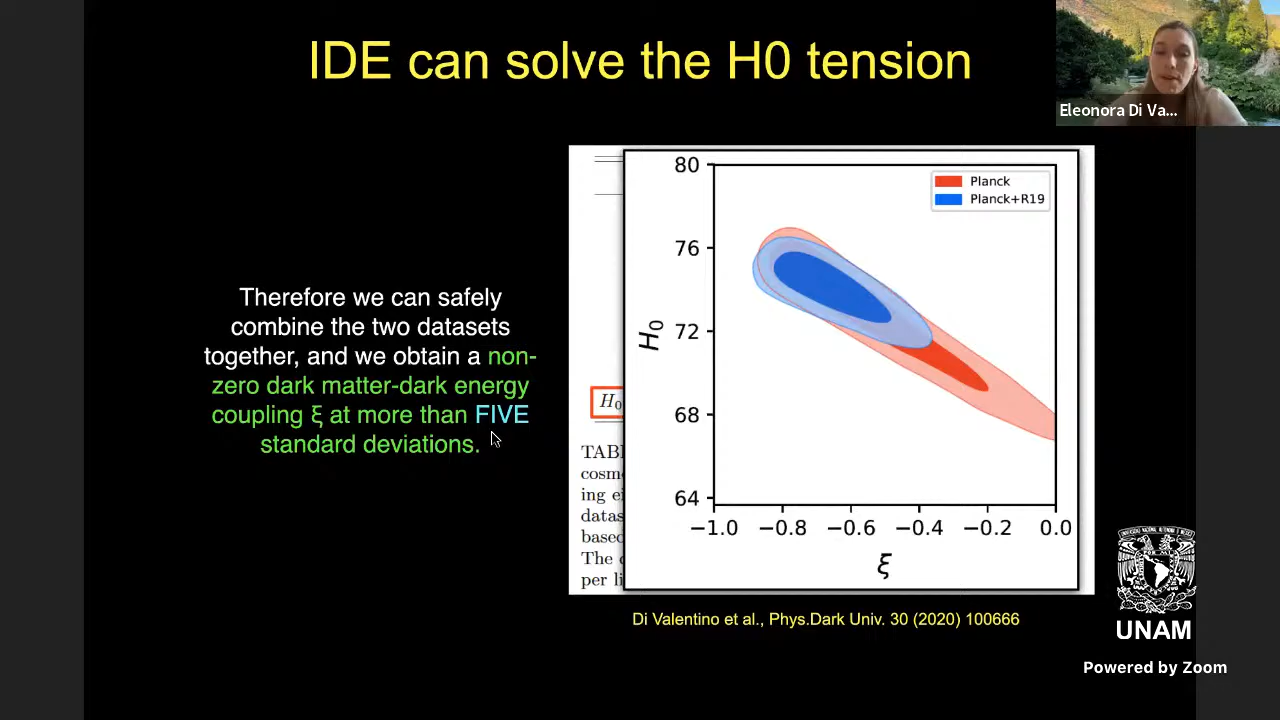 IDE can solve the H0 tension
Eleonora Di Va...
Therefore we can safely
combine the two datasets
together, and we obtain a non-
zero dark matter-dark energy
coupling ξ at more than FIVE
standard deviations.
H0
TABL
cosmo
ing ei
datas
based
The c
per li
80
76
72
68
64
H0
Planck
Planck+R19
−1.0 −0.8 −0.6 −0.4 −0.2 0.0
ξ
Di Valentino et al., Phys.Dark Univ. 30 (2020) 100666
UNAM
Powered by Zoom